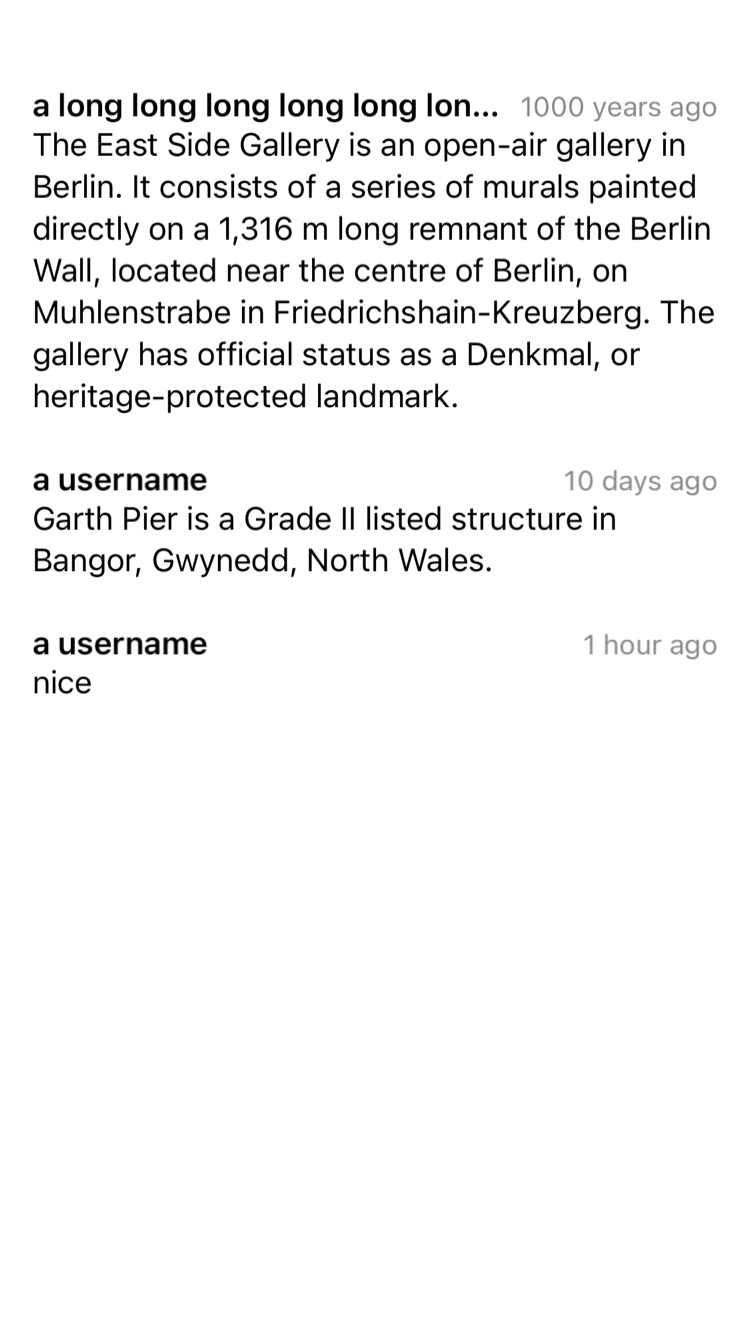 a long long long long long lon... 1000 years ago
The East Side Gallery is an open-air gallery in
Berlin. It consists of a series of murals painted
directly on a 1,316 m long remnant of the Berlin
Wall, located near the centre of Berlin, on
Muhlenstrabe in Friedrichshain-Kreuzberg. The
gallery has official status as a Denkmal, or
heritage-protected landmark.
a username 10 days ago
Garth Pier is a Grade II listed structure in
Bangor, Gwynedd, North Wales.
a username 1 hour ago
nice